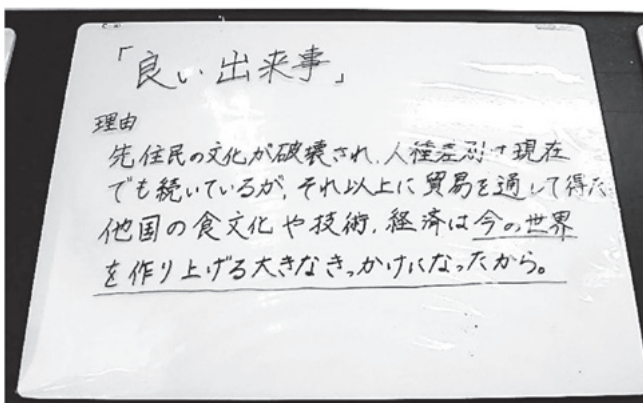 「良い出来事」
理由
先住民の文化が破壊され、人種差別は現在
でも続いているが、それ以上に貿易を通して得た
他国の食文化や技術、経済は今の世界
を作り上げる大きなきっかけになったから。